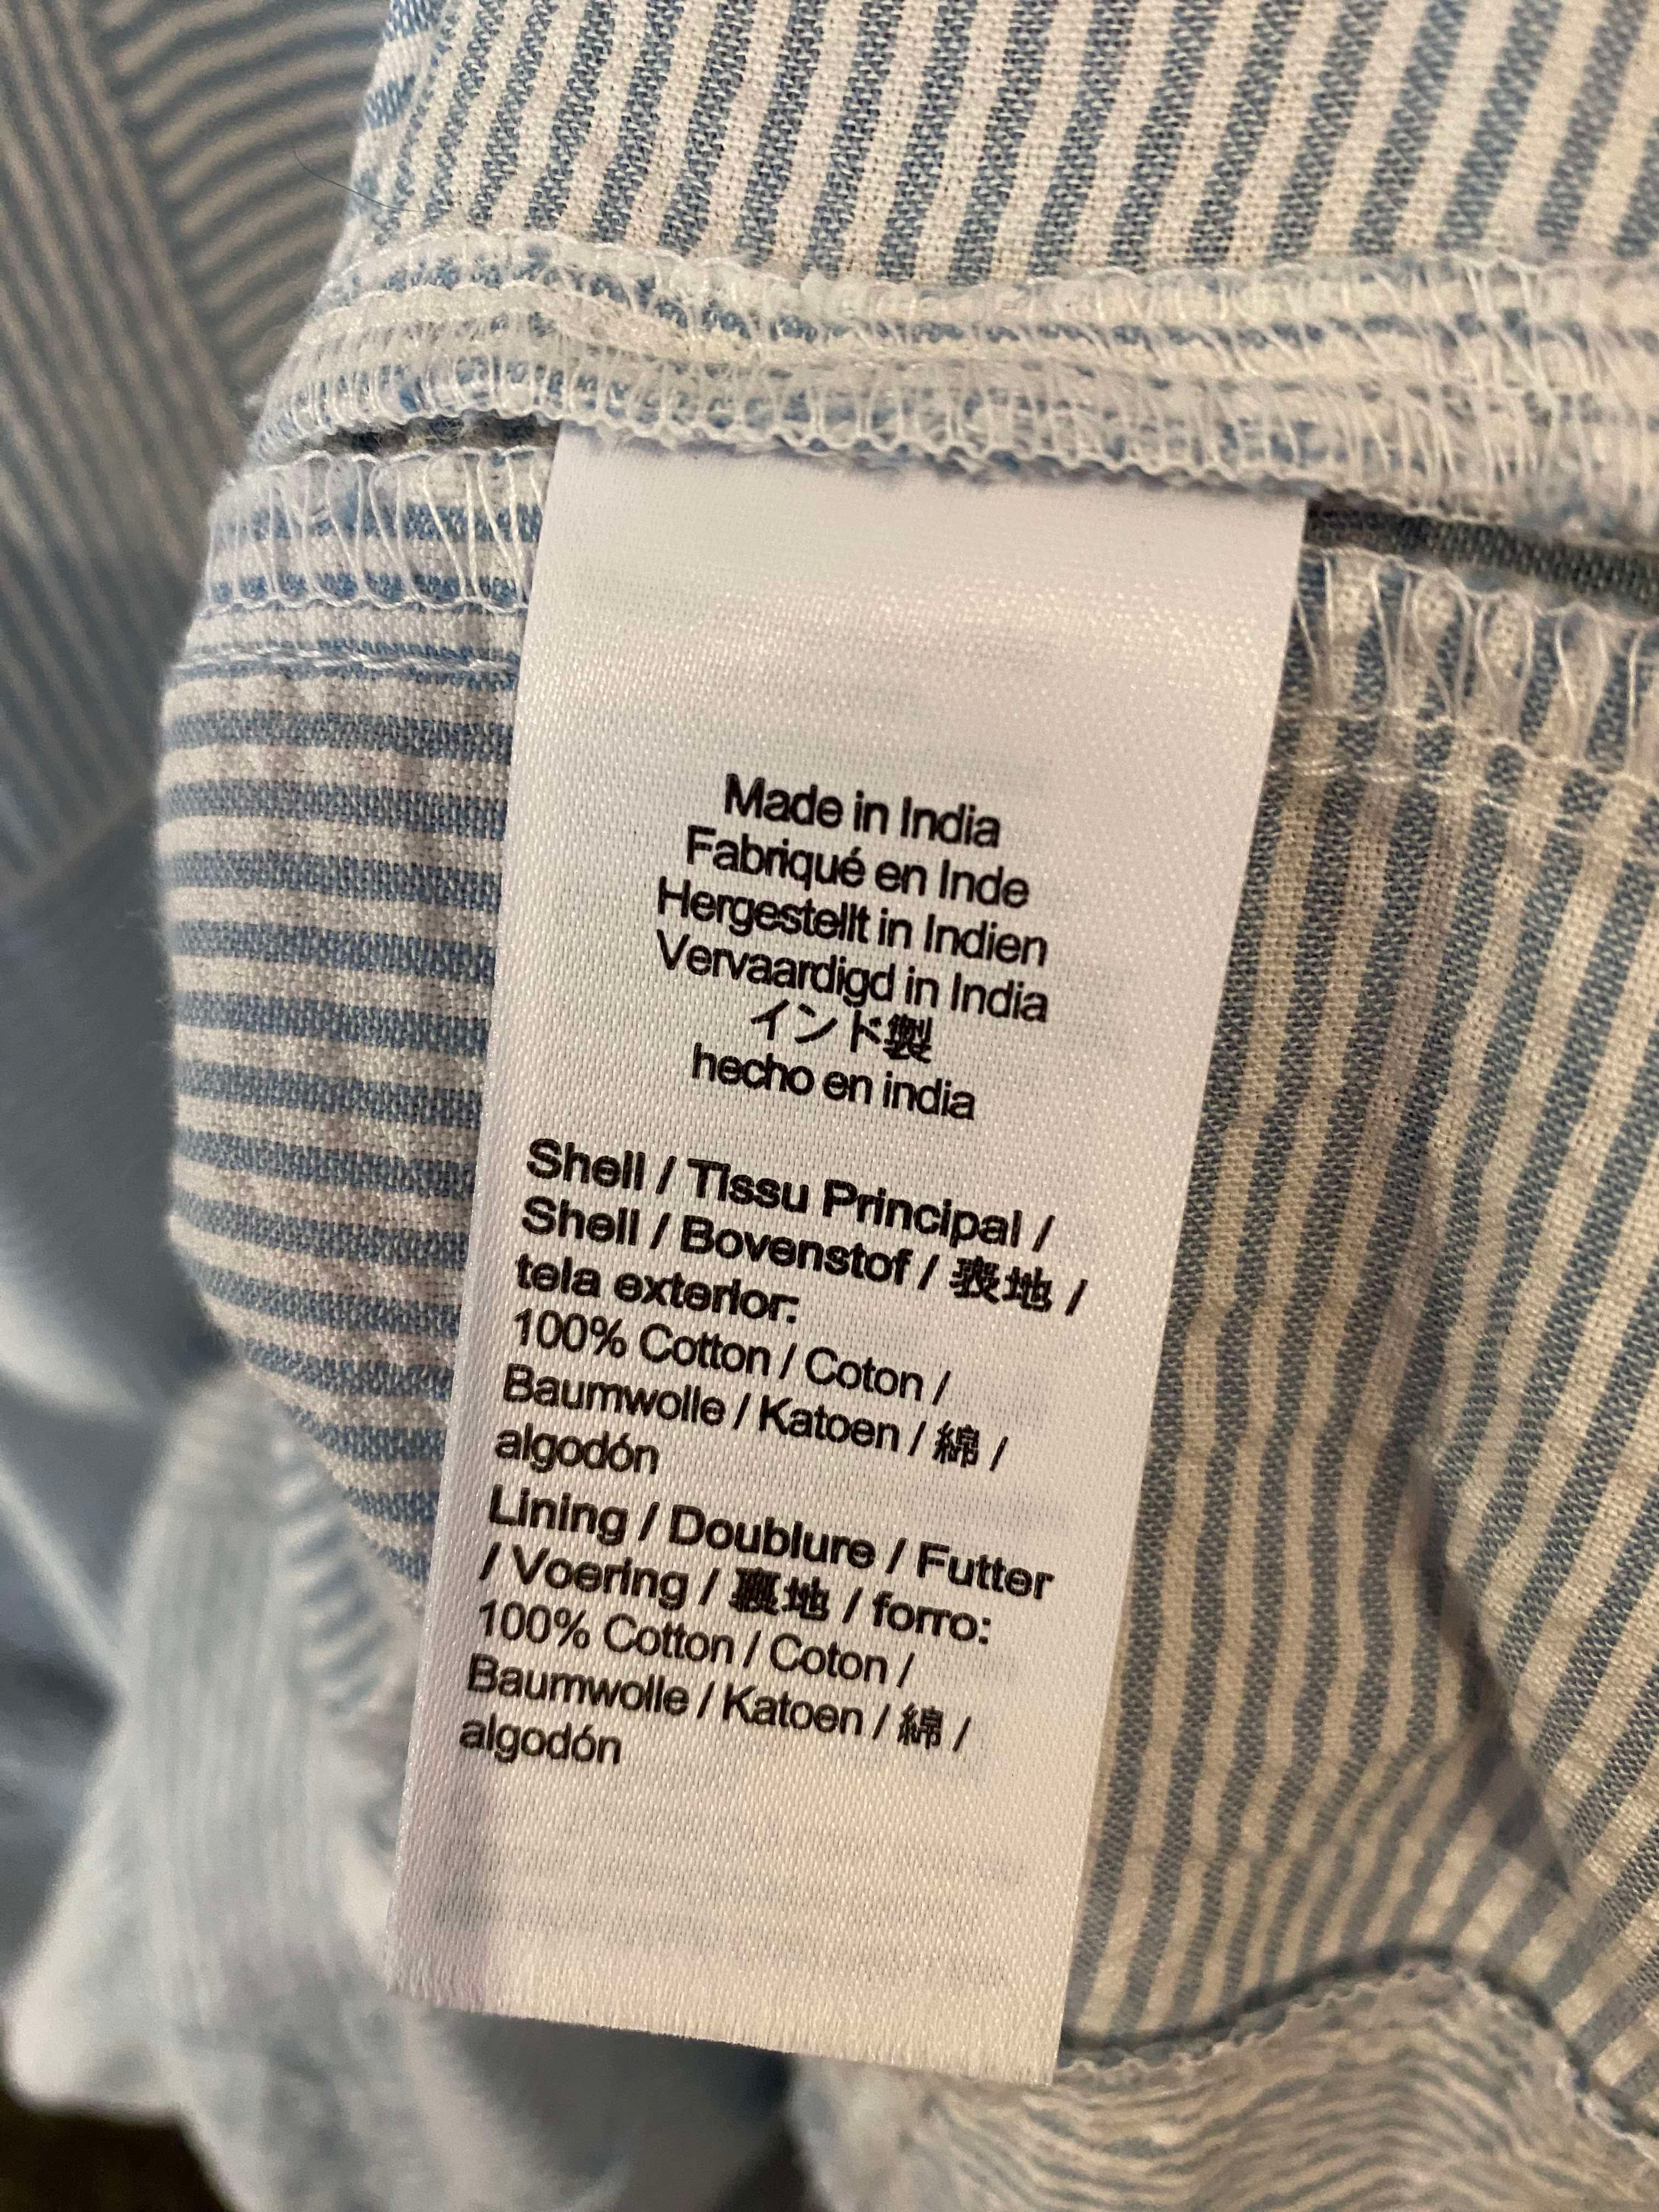 Made in India
Fabriqué en Inde
Hergestellt in Indien
Vervaardigd in India
インド製
hecho en india
Shell / Tissu Principal /
Shell / Bovenstof / 表地 /
tela exterior:
100% Cotton / Coton /
Baumwolle / Katoen / 綿 /
algodón
Lining / Doublure / Futter
/ Voering / 裏地 / forro:
100% Cotton / Coton /
Baumwolle / Katoen / 綿 /
algodón